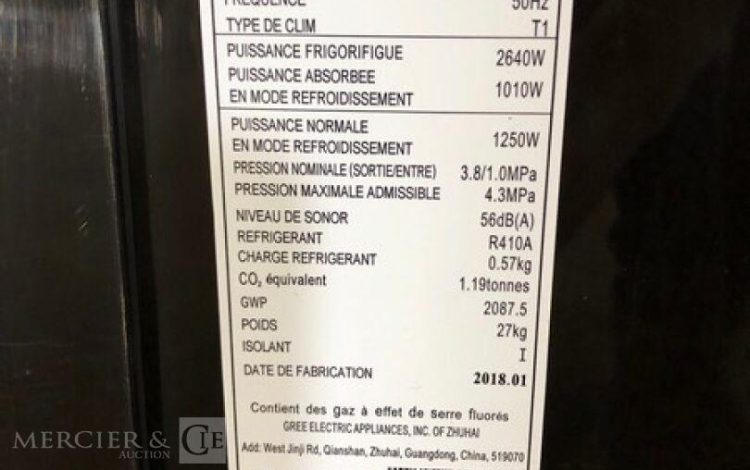 FREQUENCE 50Hz
TYPE DE CLIM T1
PUISSANCE FRIGORIFIGUE 2640W
PUISSANCE ABSORBEE
EN MODE REFROIDISSEMENT 1010W
PUISSANCE NORMALE
EN MODE REFROIDISSEMENT 1250W
PRESSION NOMINALE (SORTIE/ENTRE) 3.8/1.0MPa
PRESSION MAXIMALE ADMISSIBLE 4.3MPa
NIVEAU DE SONOR 56dB(A)
REFRIGERANT R410A
CHARGE REFRIGERANT 0.57kg
CO₂ équivalent 1.19tonnes
GWP 2087.5
POIDS 27kg
ISOLANT I
DATE DE FABRICATION 2018.01
Contient des gaz à effet de serre fluorés
GREE ELECTRIC APPLIANCES, INC. OF ZHUHAI
Add: West Jinji Rd, Qianshan, Zhuhai, Guangdong, China, 519070
MERCIER & CIE
AUCTION